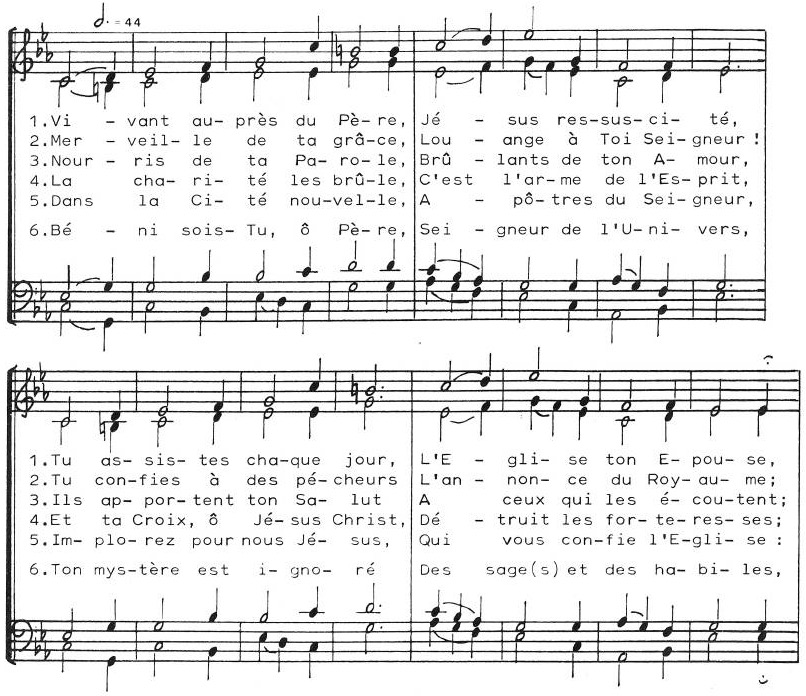 𝅗𝅥. = 44
1.Vi - vant au- près du Pè- re, Jé - sus res-sus-ci- té,
2.Mer - veil- le de ta grâ-ce, Lou - ange à Toi Sei-gneur !
3.Nour - ris de ta Pa- ro-le, Brû - lants de ton A- mour,
4.La cha- ri- té les brû-le, C'est l'ar-me de l'Es-prit,
5.Dans la Ci- té nou-vel-le, A - pô-tres du Sei-gneur,
6.Bé - ni sois- Tu, ô Pè-re, Sei - gneur de l'U-ni- vers,
1.Tu as- sis- tes cha-que jour, L'E - gli- se ton E- pou- se,
2.Tu con-fies à des pé-cheurs L'an- non- ce du Roy- au- me;
3.Ils ap- por-tent ton Sa- lut A ceux qui les é- cou-tent;
4.Et ta Croix, ô Jé-sus Christ, Dé - truit les for-te-res-ses;
5.Im- plo-rez pour nous Jé- sus, Qui vous con-fie l'E-gli-se :
6.Ton mys-tère est i- gno- ré Des sage(s) et des ha-bi-les,